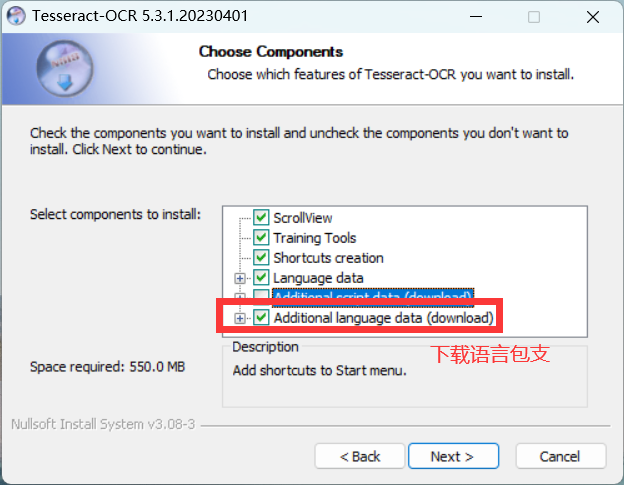 Tesseract-OCR 5.3.1.20230401
Choose Components
Choose which features of Tesseract-OCR you want to install.
Check the components you want to install and uncheck the components you don't want to
install. Click Next to continue.
Select components to install:
ScrollView
Training Tools
Shortcuts creation
Language data
Additional script data (download)
Additional language data (download)
下载语言包支
Space required: 550.0 MB
Description
Add shortcuts to Start menu.
Nullsoft Install System v3.08-3
< Back
Next >
Cancel